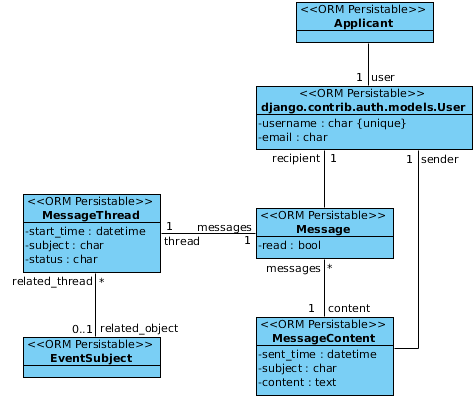 <<ORM Persistable>>
Applicant
1 user
<<ORM Persistable>>
django.contrib.auth.models.User
-username : char {unique}
-email : char
recipient 1
1 sender
<<ORM Persistable>>
MessageThread
-start_time : datetime
-subject : char
-status : char
1 messages
thread 1
<<ORM Persistable>>
Message
-read : bool
messages *
related_thread *
1 content
0..1 related_object
<<ORM Persistable>>
EventSubject
<<ORM Persistable>>
MessageContent
-sent_time : datetime
-subject : char
-content : text